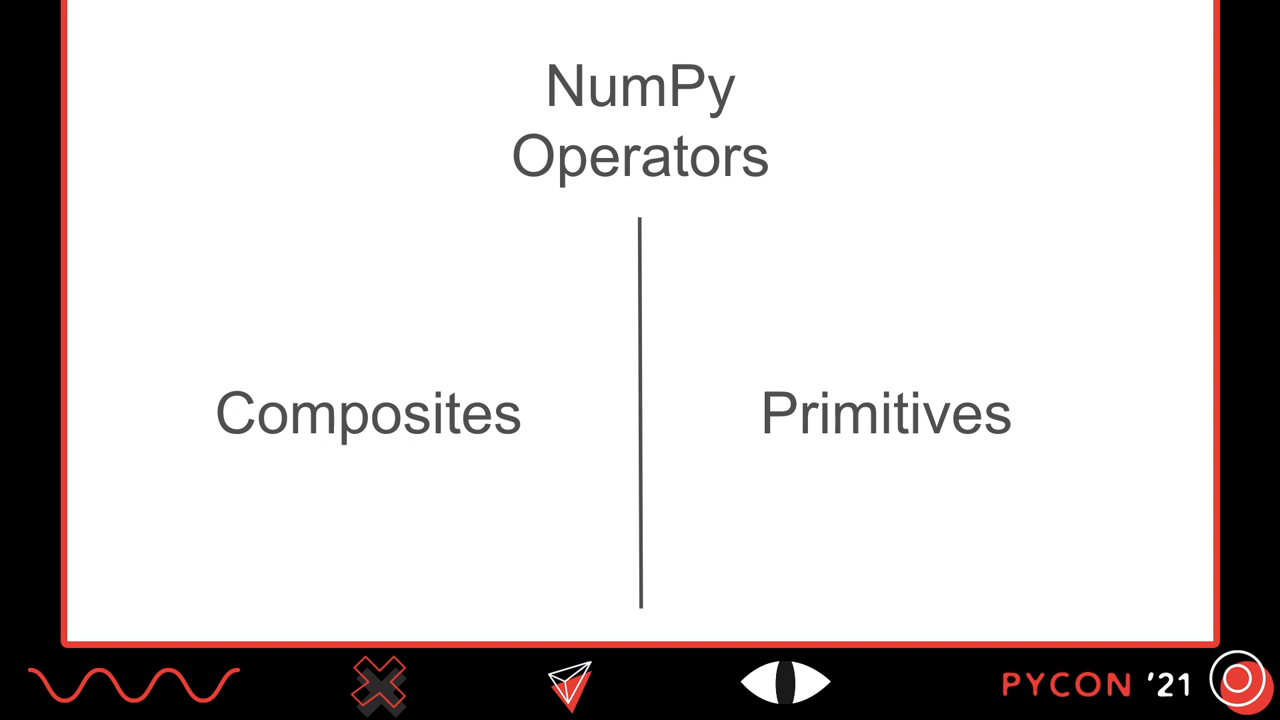 NumPy
Operators
Composites
Primitives
PYCON '21